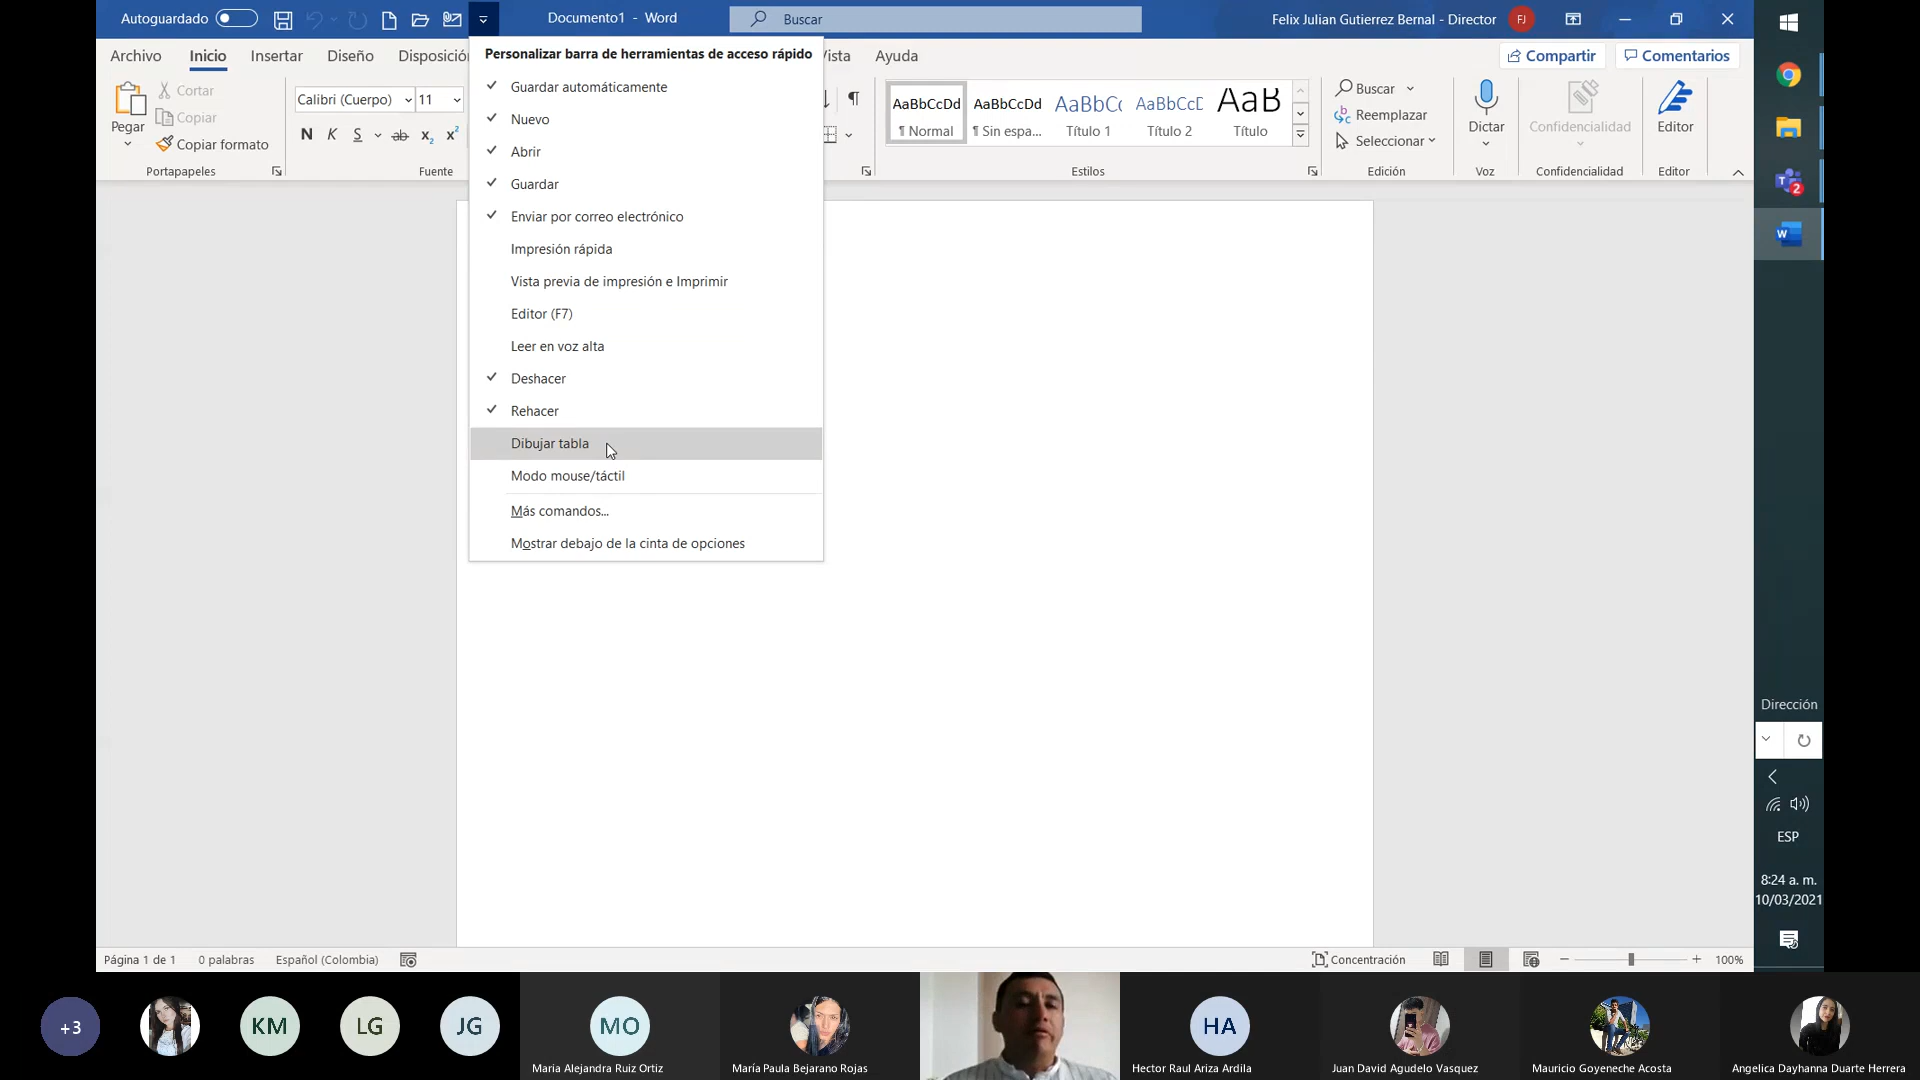 Autoguardado
Documento1 - Word
Buscar
Felix Julian Gutierrez Bernal - Director
FJ
Archivo
Inicio
Insertar
Diseño
Disposición
Vista
Ayuda
Compartir
Comentarios
Pegar
Cortar
Copiar
Copiar formato
Portapapeles
Calibri (Cuerpo)
11
N K S ab x₂ x²
Fuente
Personalizar barra de herramientas de acceso rápido
Guardar automáticamente
Nuevo
Abrir
Guardar
Enviar por correo electrónico
Impresión rápida
Vista previa de impresión e Imprimir
Editor (F7)
Leer en voz alta
Deshacer
Rehacer
Dibujar tabla
Modo mouse/táctil
Más comandos...
Mostrar debajo de la cinta de opciones
AaBbCcDd
¶ Normal
AaBbCcDd
¶ Sin espa...
AaBbCc
Título 1
AaBbCcD
Título 2
AaB
Título
Estilos
Buscar
Reemplazar
Seleccionar
Edición
Dictar
Voz
Confidencialidad
Confidencialidad
Editor
Editor
2
W
Dirección
ESP
8:24 a. m.
10/03/2021
Página 1 de 1
0 palabras
Español (Colombia)
Concentración
100%
+3
KM
LG
JG
MO
Maria Alejandra Ruiz Ortiz
María Paula Bejarano Rojas
HA
Hector Raul Ariza Ardila
Juan David Agudelo Vasquez
Mauricio Goyeneche Acosta
Angelica Dayhanna Duarte Herrera